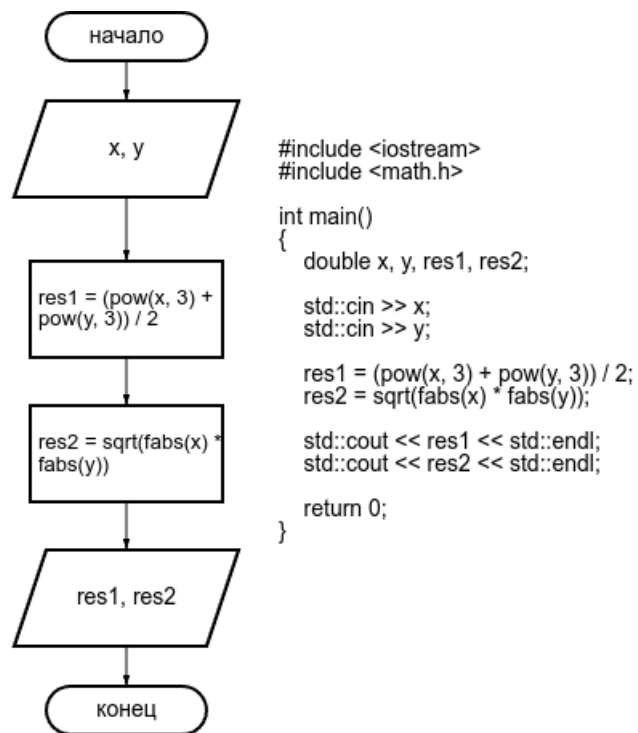 начало
x, y
res1 = (pow(x, 3) +
pow(y, 3)) / 2
res2 = sqrt(fabs(x) *
fabs(y))
res1, res2
конец
#include <iostream>
#include <math.h>
int main()
{
double x, y, res1, res2;
std::cin >> x;
std::cin >> y;
res1 = (pow(x, 3) + pow(y, 3)) / 2;
res2 = sqrt(fabs(x) * fabs(y));
std::cout << res1 << std::endl;
std::cout << res2 << std::endl;
return 0;
}